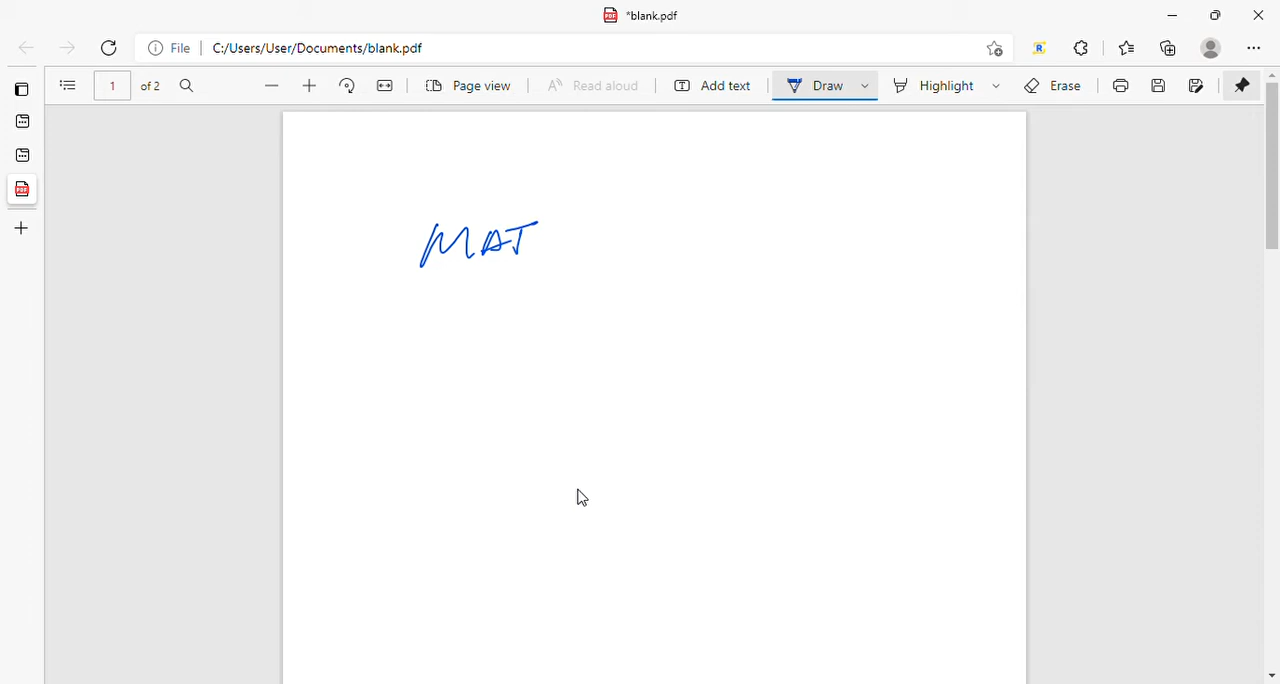 *blank.pdf
File C:/Users/User/Documents/blank.pdf
1 of 2 Page view Read aloud Add text Draw Highlight Erase
MAT